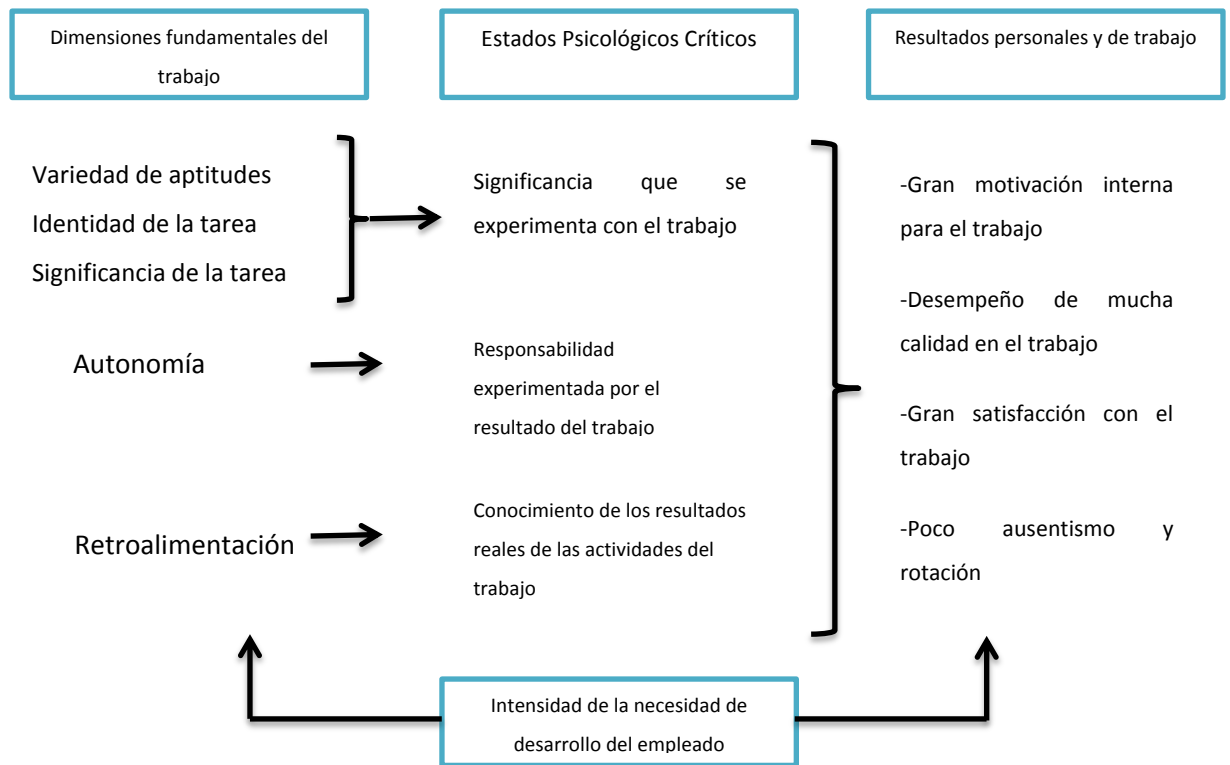 Dimensiones fundamentales del
trabajo
Estados Psicológicos Críticos
Resultados personales y de trabajo
Variedad de aptitudes
Identidad de la tarea
Significancia de la tarea
Significancia que se
experimenta con el trabajo
-Gran motivación interna
para el trabajo
-Desempeño de mucha
calidad en el trabajo
Autonomía
Responsabilidad
experimentada por el
resultado del trabajo
-Gran satisfacción con el
trabajo
Retroalimentación
Conocimiento de los resultados
reales de las actividades del
trabajo
-Poco ausentismo y
rotación
Intensidad de la necesidad de
desarrollo del empleado